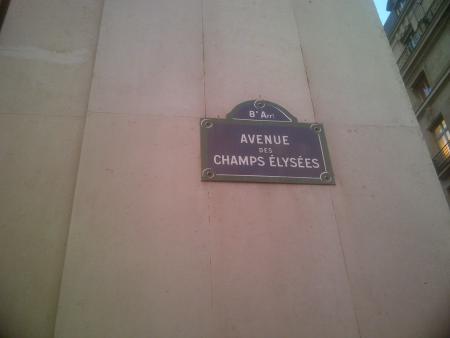 8e Arrt
AVENUE
DES
CHAMPS ÉLYSÉES